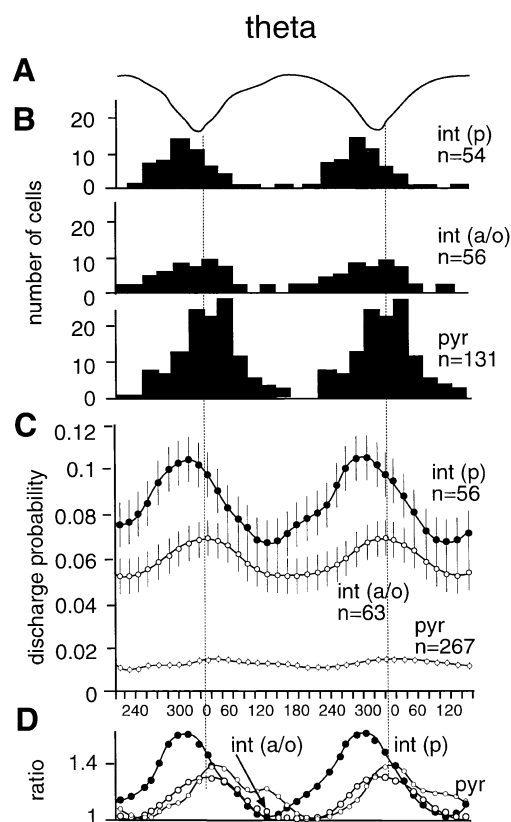 theta
A
B
number of cells
20
10
0
int (p)
n=54
20
10
0
int (a/o)
n=56
20
10
0
pyr
n=131
C
discharge probability
0.12
0.1
0.08
0.06
0.04
0.02
0
int (p)
n=56
int (a/o)
n=63
pyr
n=267
240 300 0 60 120 180 240 300 0 60 120
D
ratio
1.4
1
int (a/o)
int (p)
pyr